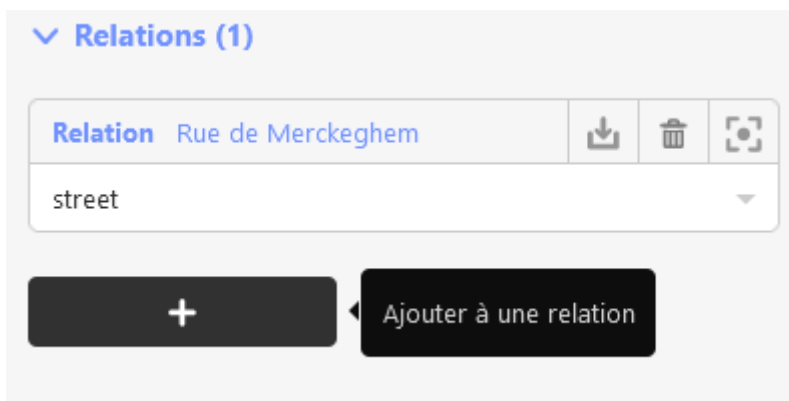 Relations (1)
Relation Rue de Merckeghem
street
Ajouter à une relation